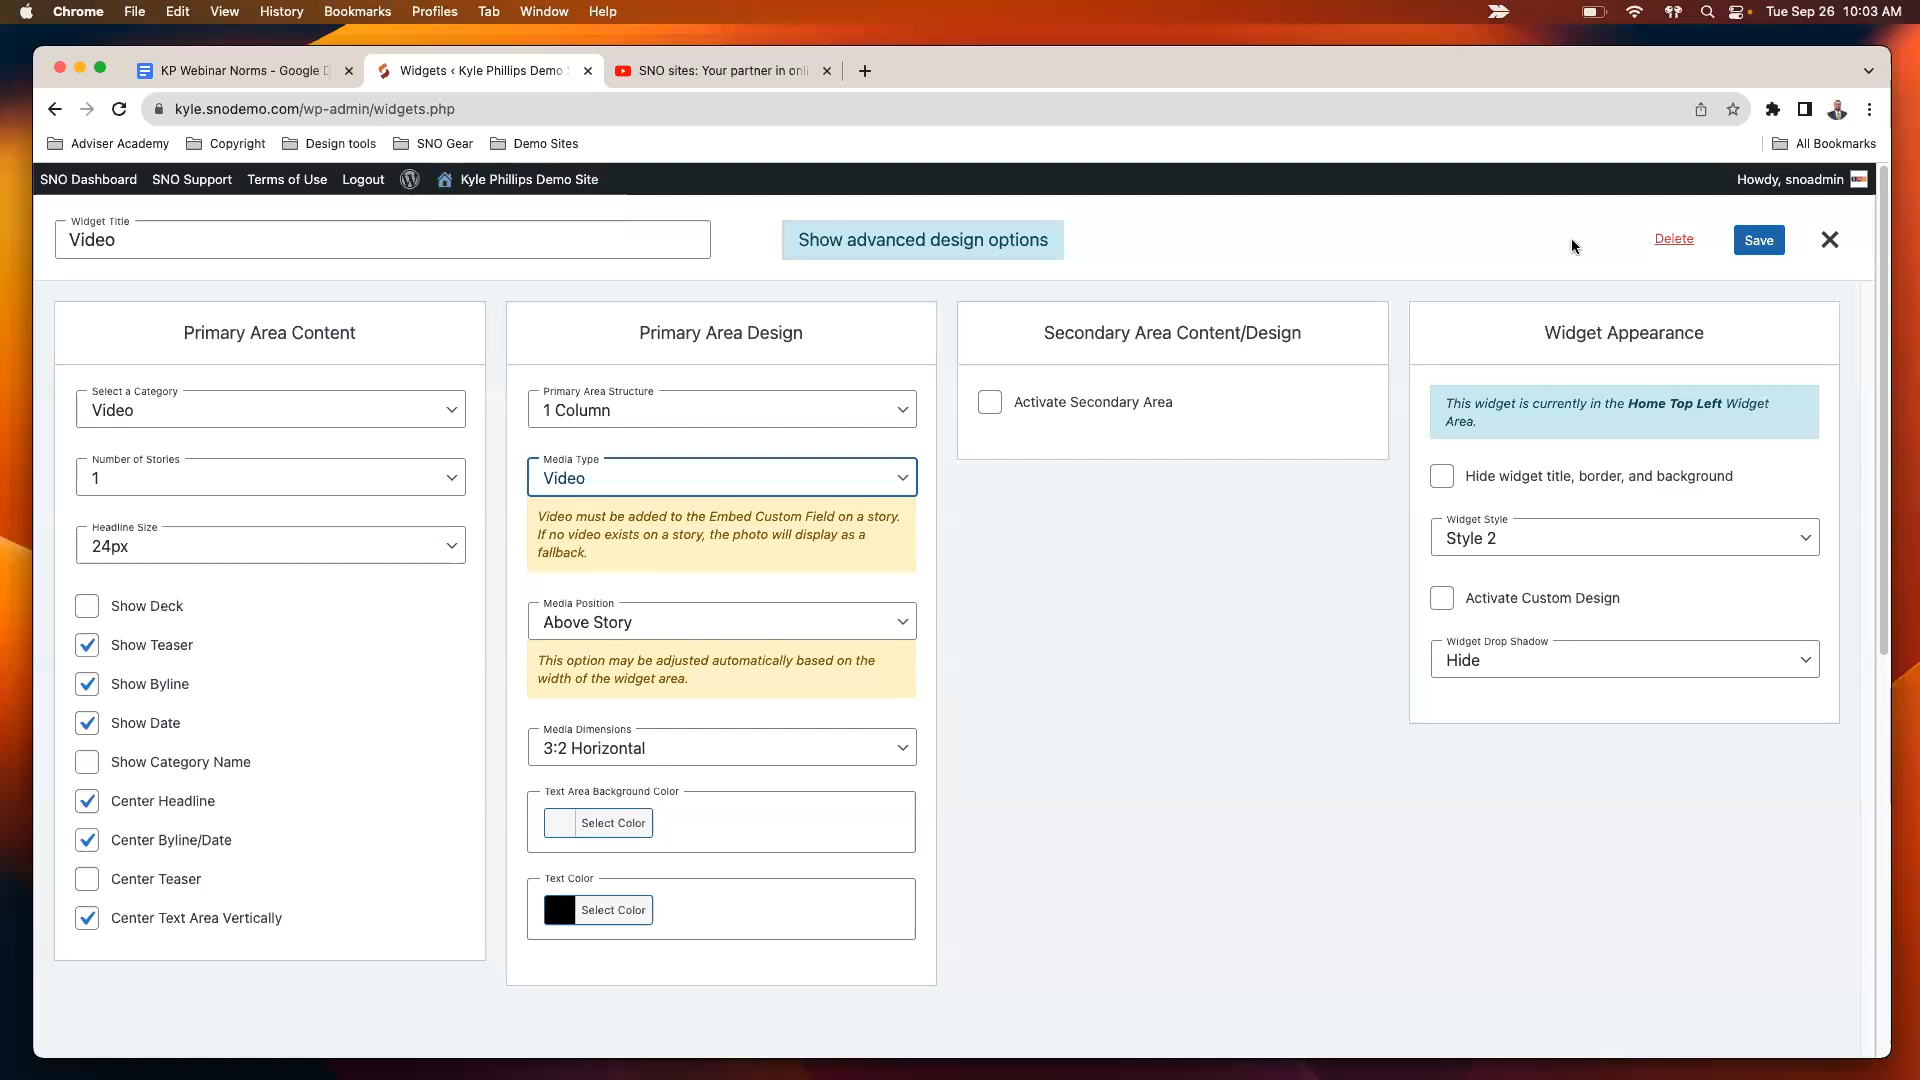 Chrome File Edit View History Bookmarks Profiles Tab Window Help Tue Sep 26 10:03 AM
KP Webinar Norms - Google Widgets ‹ Kyle Phillips Demo SNO sites: Your partner in onli
kyle.snodemo.com/wp-admin/widgets.php
Adviser Academy Copyright Design tools SNO Gear Demo Sites All Bookmarks
SNO Dashboard SNO Support Terms of Use Logout Kyle Phillips Demo Site Howdy, snoadmin
Widget Title
Video
Show advanced design options
Delete
Save
Primary Area Content
Select a Category
Video
Number of Stories
1
Headline Size
24px
Show Deck
Show Teaser
Show Byline
Show Date
Show Category Name
Center Headline
Center Byline/Date
Center Teaser
Center Text Area Vertically
Primary Area Design
Primary Area Structure
1 Column
Media Type
Video
Video must be added to the Embed Custom Field on a story.
If no video exists on a story, the photo will display as a
fallback.
Media Position
Above Story
This option may be adjusted automatically based on the
width of the widget area.
Media Dimensions
3:2 Horizontal
Text Area Background Color
Select Color
Text Color
Select Color
Secondary Area Content/Design
Activate Secondary Area
Widget Appearance
This widget is currently in the Home Top Left Widget
Area.
Hide widget title, border, and background
Widget Style
Style 2
Activate Custom Design
Widget Drop Shadow
Hide